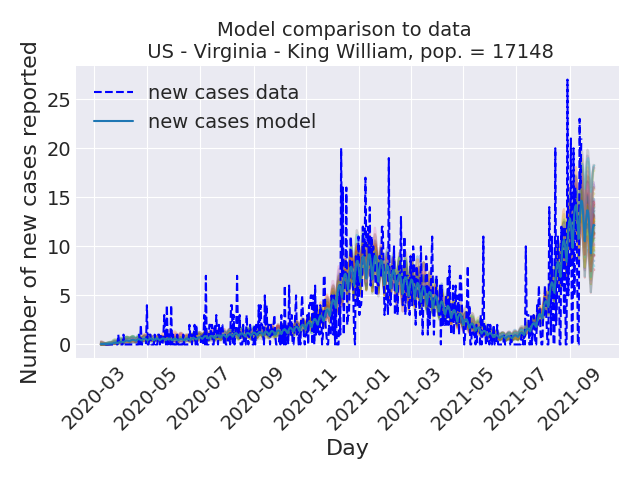 Model comparison to data
US - Virginia - King William, pop. = 17148
Number of new cases reported
25
20
15
10
5
0
new cases data
new cases model
2020-03
2020-05
2020-07
2020-09
2020-11
2021-01
2021-03
2021-05
2021-07
2021-09
Day